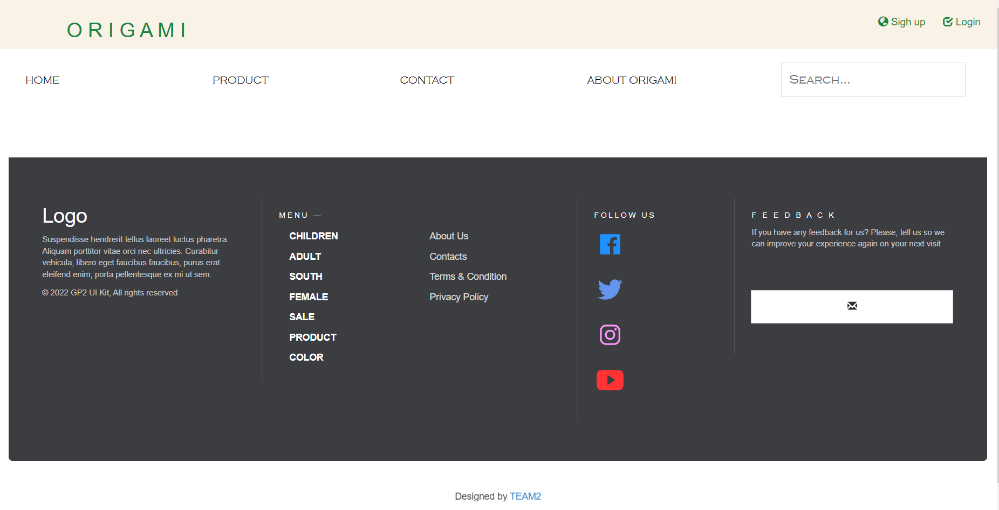 ORIGAMI
Sigh up
Login
HOME
PRODUCT
CONTACT
ABOUT ORIGAMI
Search...
Logo
Suspendisse hendrerit tellus laoreet luctus pharetra.
Aliquam porttitor vitae orci nec ultricies. Curabitur
vehicula, libero eget faucibus faucibus, purus erat
eleifend enim, porta pellentesque ex mi ut sem.
© 2022 GP2 UI Kit, All rights reserved
MENU —
CHILDREN
ADULT
SOUTH
FEMALE
SALE
PRODUCT
COLOR
About Us
Contacts
Terms & Condition
Privacy Policy
FOLLOW US
FEEDBACK
If you have any feedback for us? Please, tell us so we
can improve your experience again on your next visit
Designed by TEAM2